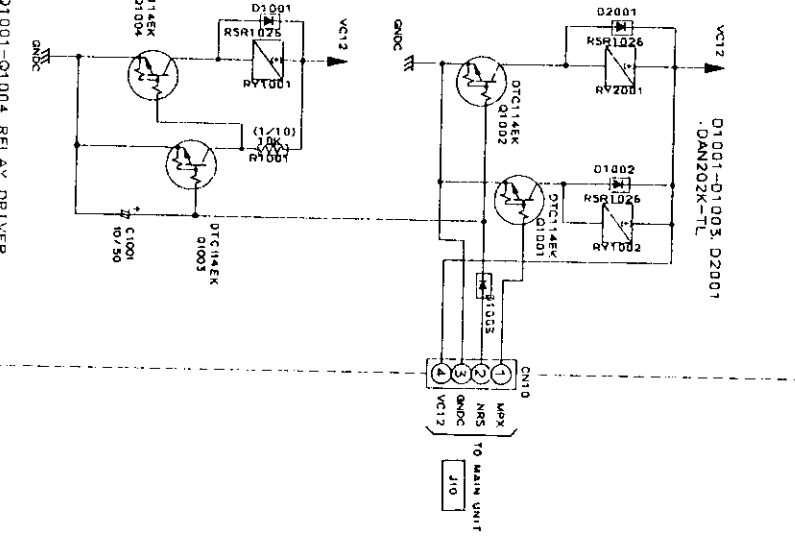 D1001
VC12
RSR1026
RY1001
114EK
Q1004
GNDC
(1/10)
10K
R1001
DTC114EK
Q1003
C1001
10/50
+
Q1001-Q1004 RELAY DRIVER
D2001
VC12
RSR1026
RY2001
GNDC
DTC114EK
Q1002
D1002
RSR1026
RY1002
DTC114EK
Q1001
D1001-D1003, D2001
·DAN202K-TL
D1003
CN10
1 MPX
2 NRS
3 GNDC
4 VC12
TO MAIN UNIT
J10